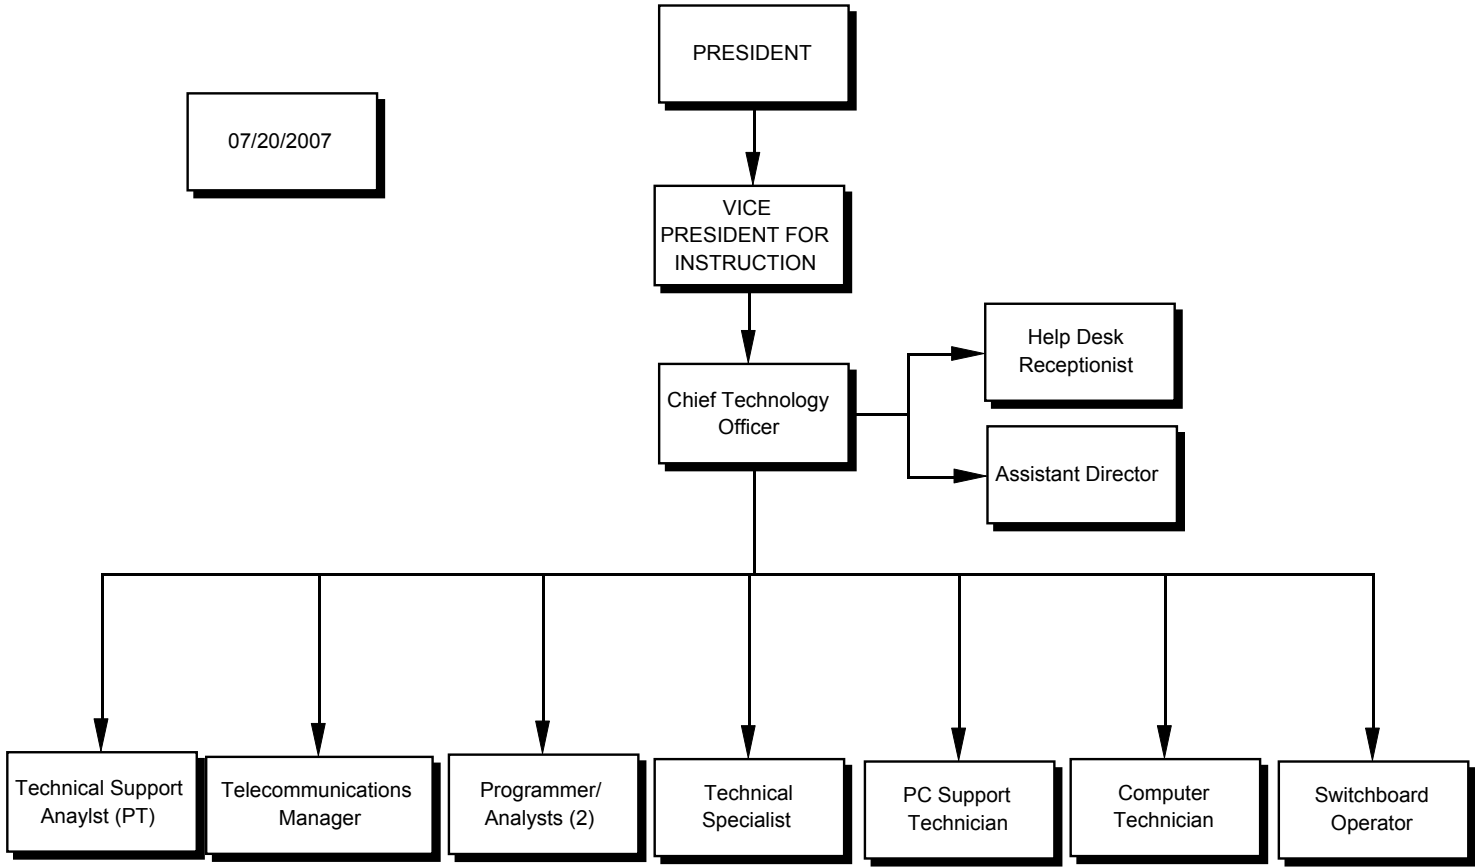 PRESIDENT
07/20/2007
VICE
PRESIDENT FOR
INSTRUCTION
Help Desk
Receptionist
Chief Technology
Officer
Assistant Director
Technical Support
Anaylst (PT)
Telecommunications
Manager
Programmer/
Analysts (2)
Technical
Specialist
PC Support
Technician
Computer
Technician
Switchboard
Operator